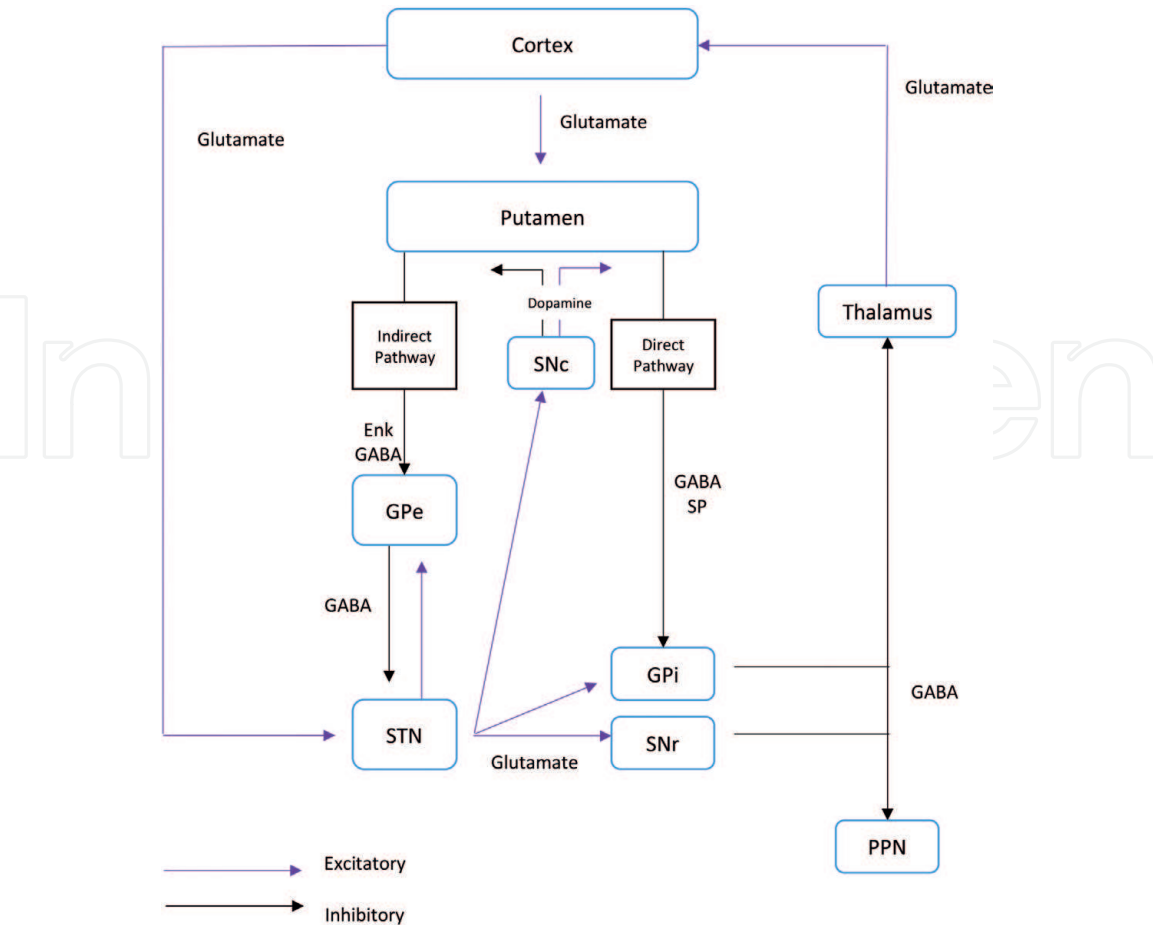 Cortex
Glutamate
Glutamate
Glutamate
Putamen
Dopamine
Thalamus
Indirect
Pathway
SNc
Direct
Pathway
Enk
GABA
GPe
GABA
SP
GABA
GPi
GABA
STN
SNr
Glutamate
PPN
Excitatory
Inhibitory